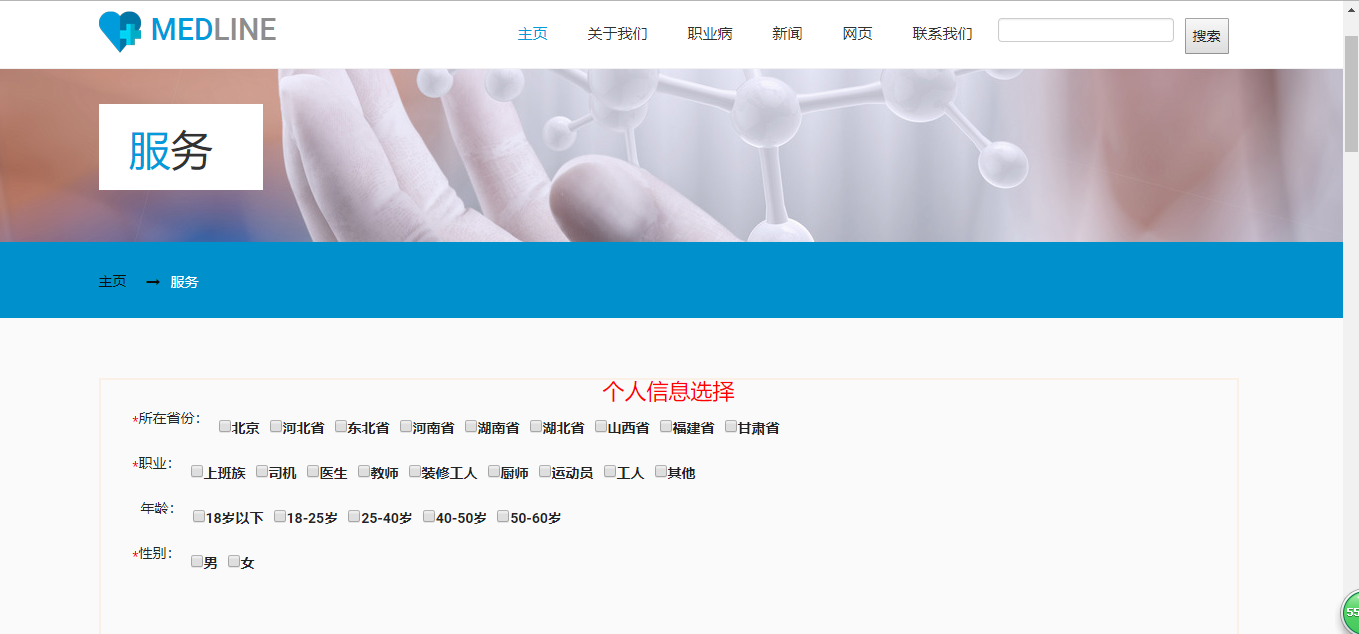 MEDLINE 主页 关于我们 职业病 新闻 网页 联系我们 搜索
服务
主页 → 服务
个人信息选择
*所在省份： 北京 河北省 东北省 河南省 湖南省 湖北省 山西省 福建省 甘肃省
*职业： 上班族 司机 医生 教师 装修工人 厨师 运动员 工人 其他
年龄： 18岁以下 18-25岁 25-40岁 40-50岁 50-60岁
*性别： 男 女